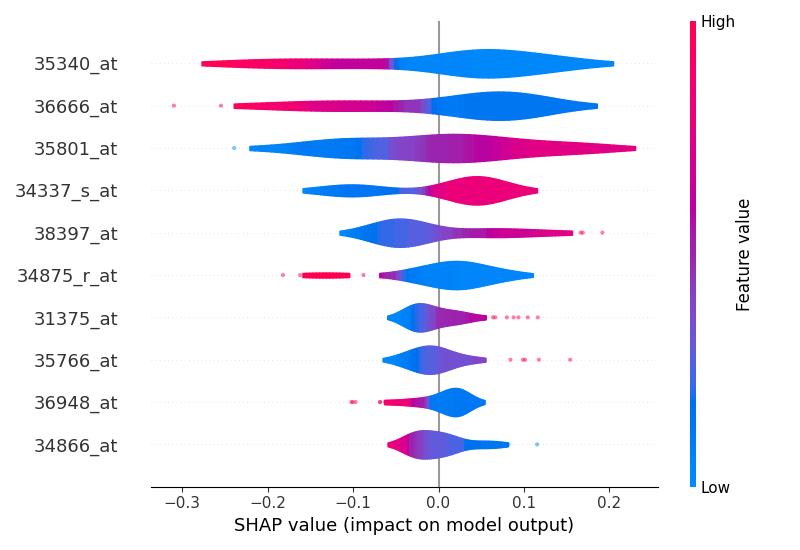 High
35340_at
36666_at
35801_at
34337_s_at
38397_at
34875_r_at
31375_at
35766_at
36948_at
34866_at
Feature value
Low
−0.3 −0.2 −0.1 0.0 0.1 0.2
SHAP value (impact on model output)